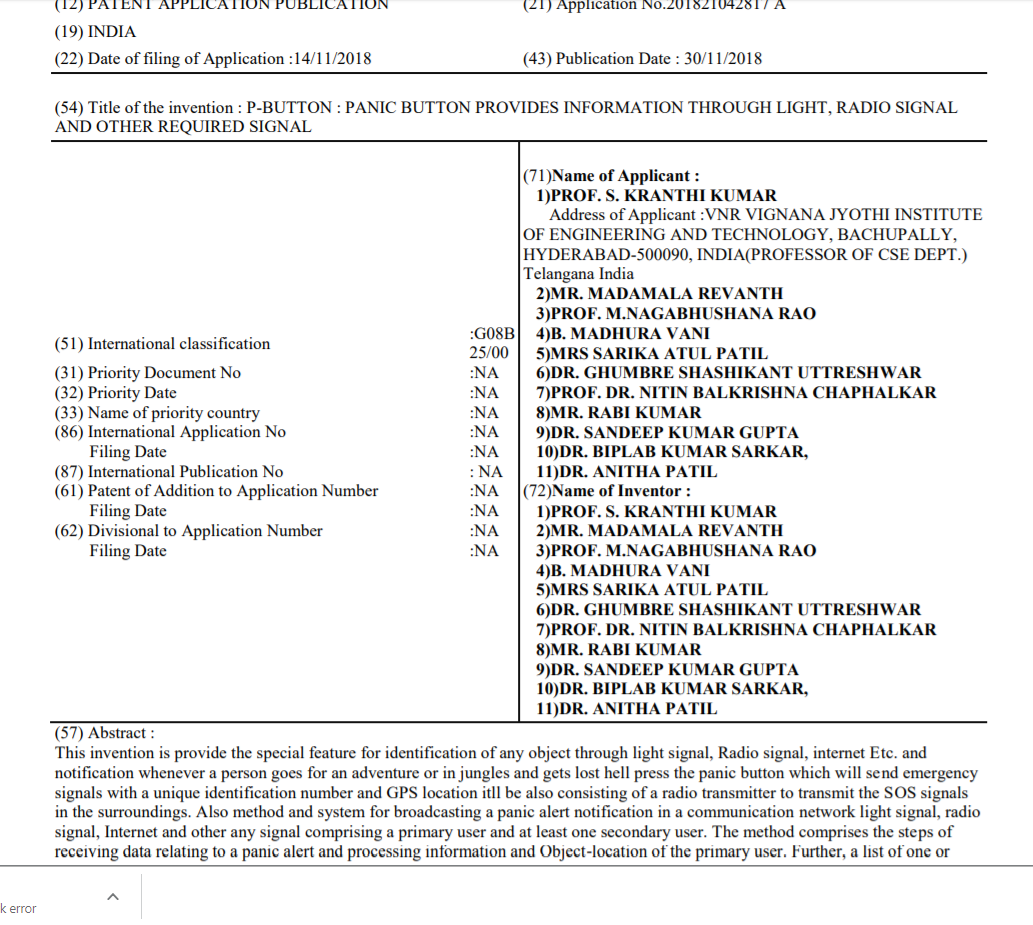 (12) PATENT APPLICATION PUBLICATION
(21) Application No.201821042817 A
(19) INDIA
(22) Date of filing of Application :14/11/2018
(43) Publication Date : 30/11/2018
(54) Title of the invention : P-BUTTON : PANIC BUTTON PROVIDES INFORMATION THROUGH LIGHT, RADIO SIGNAL
AND OTHER REQUIRED SIGNAL
(51) International classification :G08B
25/00
(31) Priority Document No :NA
(32) Priority Date :NA
(33) Name of priority country :NA
(86) International Application No :NA
Filing Date :NA
(87) International Publication No : NA
(61) Patent of Addition to Application Number :NA
Filing Date :NA
(62) Divisional to Application Number :NA
Filing Date :NA
(71)Name of Applicant :
1)PROF. S. KRANTHI KUMAR
Address of Applicant :VNR VIGNANA JYOTHI INSTITUTE
OF ENGINEERING AND TECHNOLOGY, BACHUPALLY,
HYDERABAD-500090, INDIA(PROFESSOR OF CSE DEPT.)
Telangana India
2)MR. MADAMALA REVANTH
3)PROF. M.NAGABHUSHANA RAO
4)B. MADHURA VANI
5)MRS SARIKA ATUL PATIL
6)DR. GHUMBRE SHASHIKANT UTTRESHWAR
7)PROF. DR. NITIN BALKRISHNA CHAPHALKAR
8)MR. RABI KUMAR
9)DR. SANDEEP KUMAR GUPTA
10)DR. BIPLAB KUMAR SARKAR,
11)DR. ANITHA PATIL
(72)Name of Inventor :
1)PROF. S. KRANTHI KUMAR
2)MR. MADAMALA REVANTH
3)PROF. M.NAGABHUSHANA RAO
4)B. MADHURA VANI
5)MRS SARIKA ATUL PATIL
6)DR. GHUMBRE SHASHIKANT UTTRESHWAR
7)PROF. DR. NITIN BALKRISHNA CHAPHALKAR
8)MR. RABI KUMAR
9)DR. SANDEEP KUMAR GUPTA
10)DR. BIPLAB KUMAR SARKAR,
11)DR. ANITHA PATIL
(57) Abstract :
This invention is provide the special feature for identification of any object through light signal, Radio signal, internet Etc. and
notification whenever a person goes for an adventure or in jungles and gets lost hell press the panic button which will send emergency
signals with a unique identification number and GPS location itll be also consisting of a radio transmitter to transmit the SOS signals
in the surroundings. Also method and system for broadcasting a panic alert notification in a communication network light signal, radio
signal, Internet and other any signal comprising a primary user and at least one secondary user. The method comprises the steps of
receiving data relating to a panic alert and processing information and Object-location of the primary user. Further, a list of one or
k error